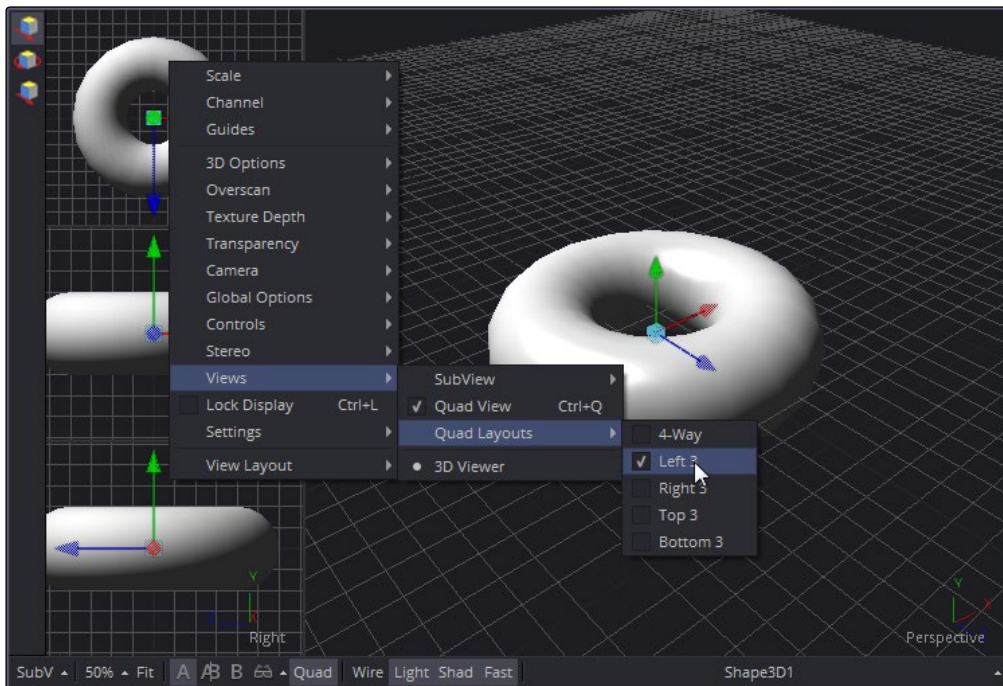 Scale
Channel
Guides
3D Options
Overscan
Texture Depth
Transparency
Camera
Global Options
Controls
Stereo
Views
Lock Display Ctrl+L
Settings
View Layout
SubView
Quad View Ctrl+Q
Quad Layouts
3D Viewer
4-Way
Left 3
Right 3
Top 3
Bottom 3
Y
X
Right
Y
X
Perspective
SubV 50% Fit A A/B B Quad Wire Light Shad Fast Shape3D1